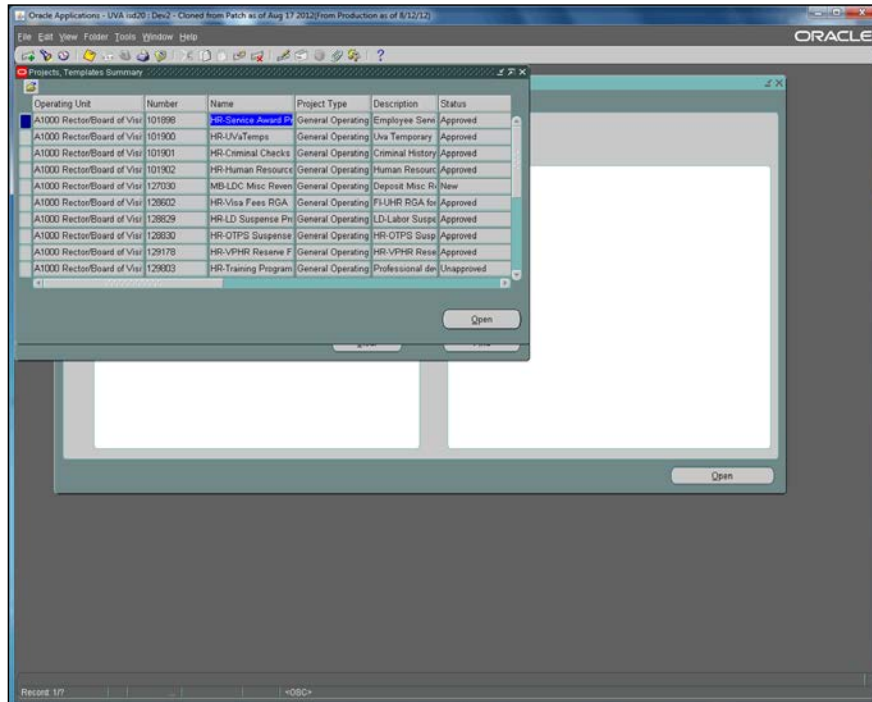 Oracle Applications - UVA isd20 : Dev2 - Cloned from Patch as of Aug 17 2012(From Production as of 8/12/12)
File Edit View Folder Tools Window Help
ORACLE
Projects, Templates Summary
Operating Unit Number Name Project Type Description Status
A1000 Rector/Board of Visi 101898 HR-Service Award Pr General Operating Employee Servi Approved
A1000 Rector/Board of Visi 101900 HR-UVaTemps General Operating Uva Temporary Approved
A1000 Rector/Board of Visi 101901 HR-Criminal Checks General Operating Criminal History Approved
A1000 Rector/Board of Visi 101902 HR-Human Resource General Operating Human Resourc Approved
A1000 Rector/Board of Visi 127030 MB-LDC Misc Reven General Operating Deposit Misc Re New
A1000 Rector/Board of Visi 128602 HR-Visa Fees RGA General Operating FI-UHR RGA for Approved
A1000 Rector/Board of Visi 128829 HR-LD Suspense Pr General Operating LD-Labor Suspe Approved
A1000 Rector/Board of Visi 128830 HR-OTPS Suspense General Operating HR-OTPS Susp Approved
A1000 Rector/Board of Visi 129178 HR-VPHR Reserve F General Operating HR-VPHR Rese Approved
A1000 Rector/Board of Visi 129803 HR-Training Program General Operating Professional dev Unapproved
Open
Open
Record: 1/? ... <OSC>